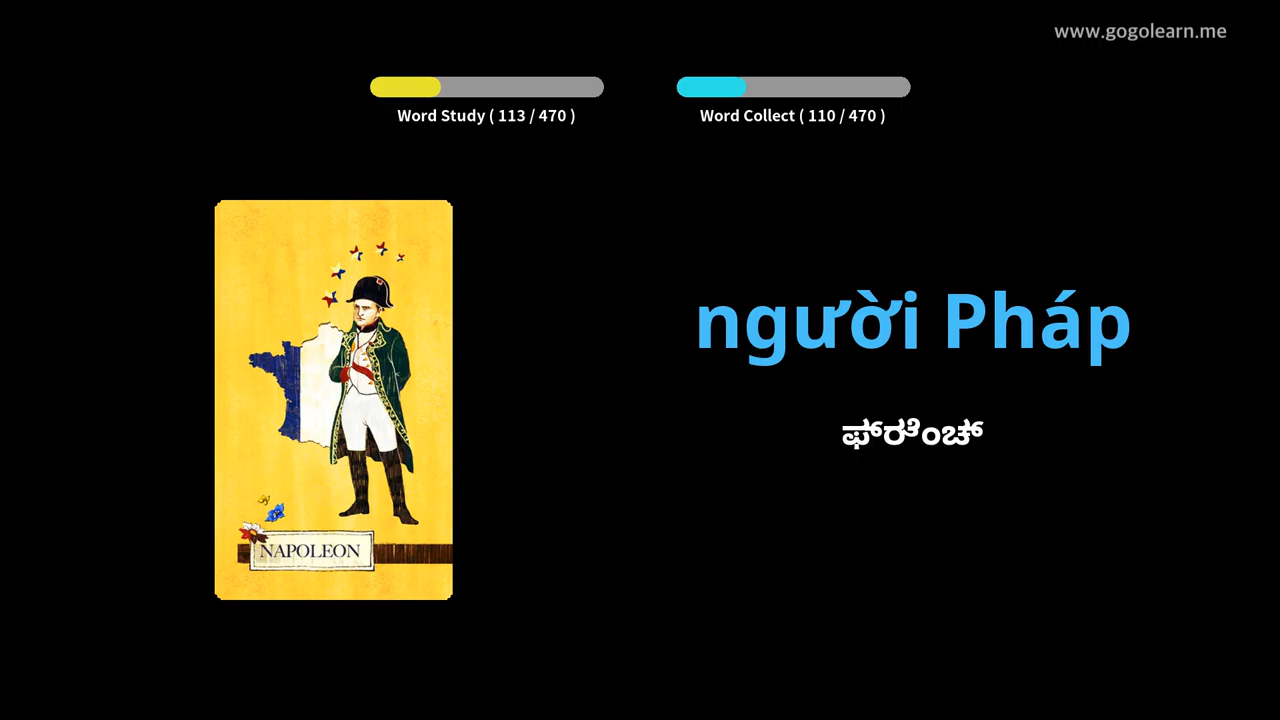 www.gogolearn.me
Word Study ( 113 / 470 )
Word Collect ( 110 / 470 )
người Pháp
ಫ್ರೆಂಚ್
NAPOLEON